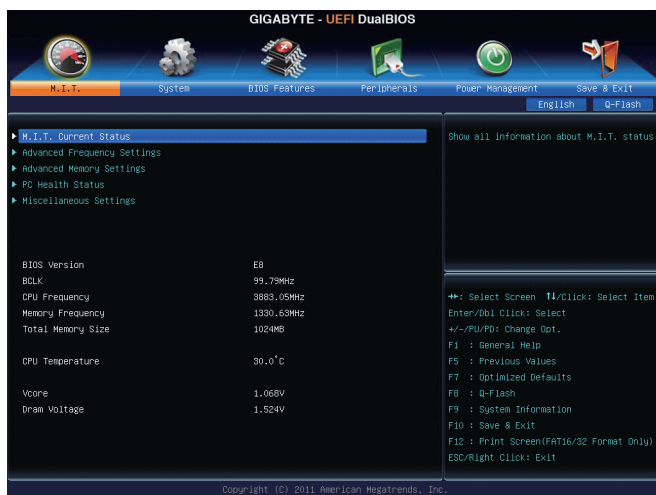 GIGABYTE - UEFI DualBIOS
M.I.T. System BIOS Features Peripherals Power Management Save & Exit
English Q-Flash
M.I.T. Current Status
Advanced Frequency Settings
Advanced Memory Settings
PC Health Status
Miscellaneous Settings
BIOS Version E8
BCLK 99.79MHz
CPU Frequency 3883.05MHz
Memory Frequency 1330.63MHz
Total Memory Size 1024MB
CPU Temperature 30.0°C
Vcore 1.068V
Dram Voltage 1.524V
Show all information about M.I.T. status
→←: Select Screen ↑↓/Click: Select Item
Enter/Dbl Click: Select
+/-/PU/PD: Change Opt.
F1 : General Help
F5 : Previous Values
F7 : Optimized Defaults
F8 : Q-Flash
F9 : System Information
F10 : Save & Exit
F12 : Print Screen(FAT16/32 Format Only)
ESC/Right Click: Exit
Copyright (C) 2011 American Megatrends, Inc.